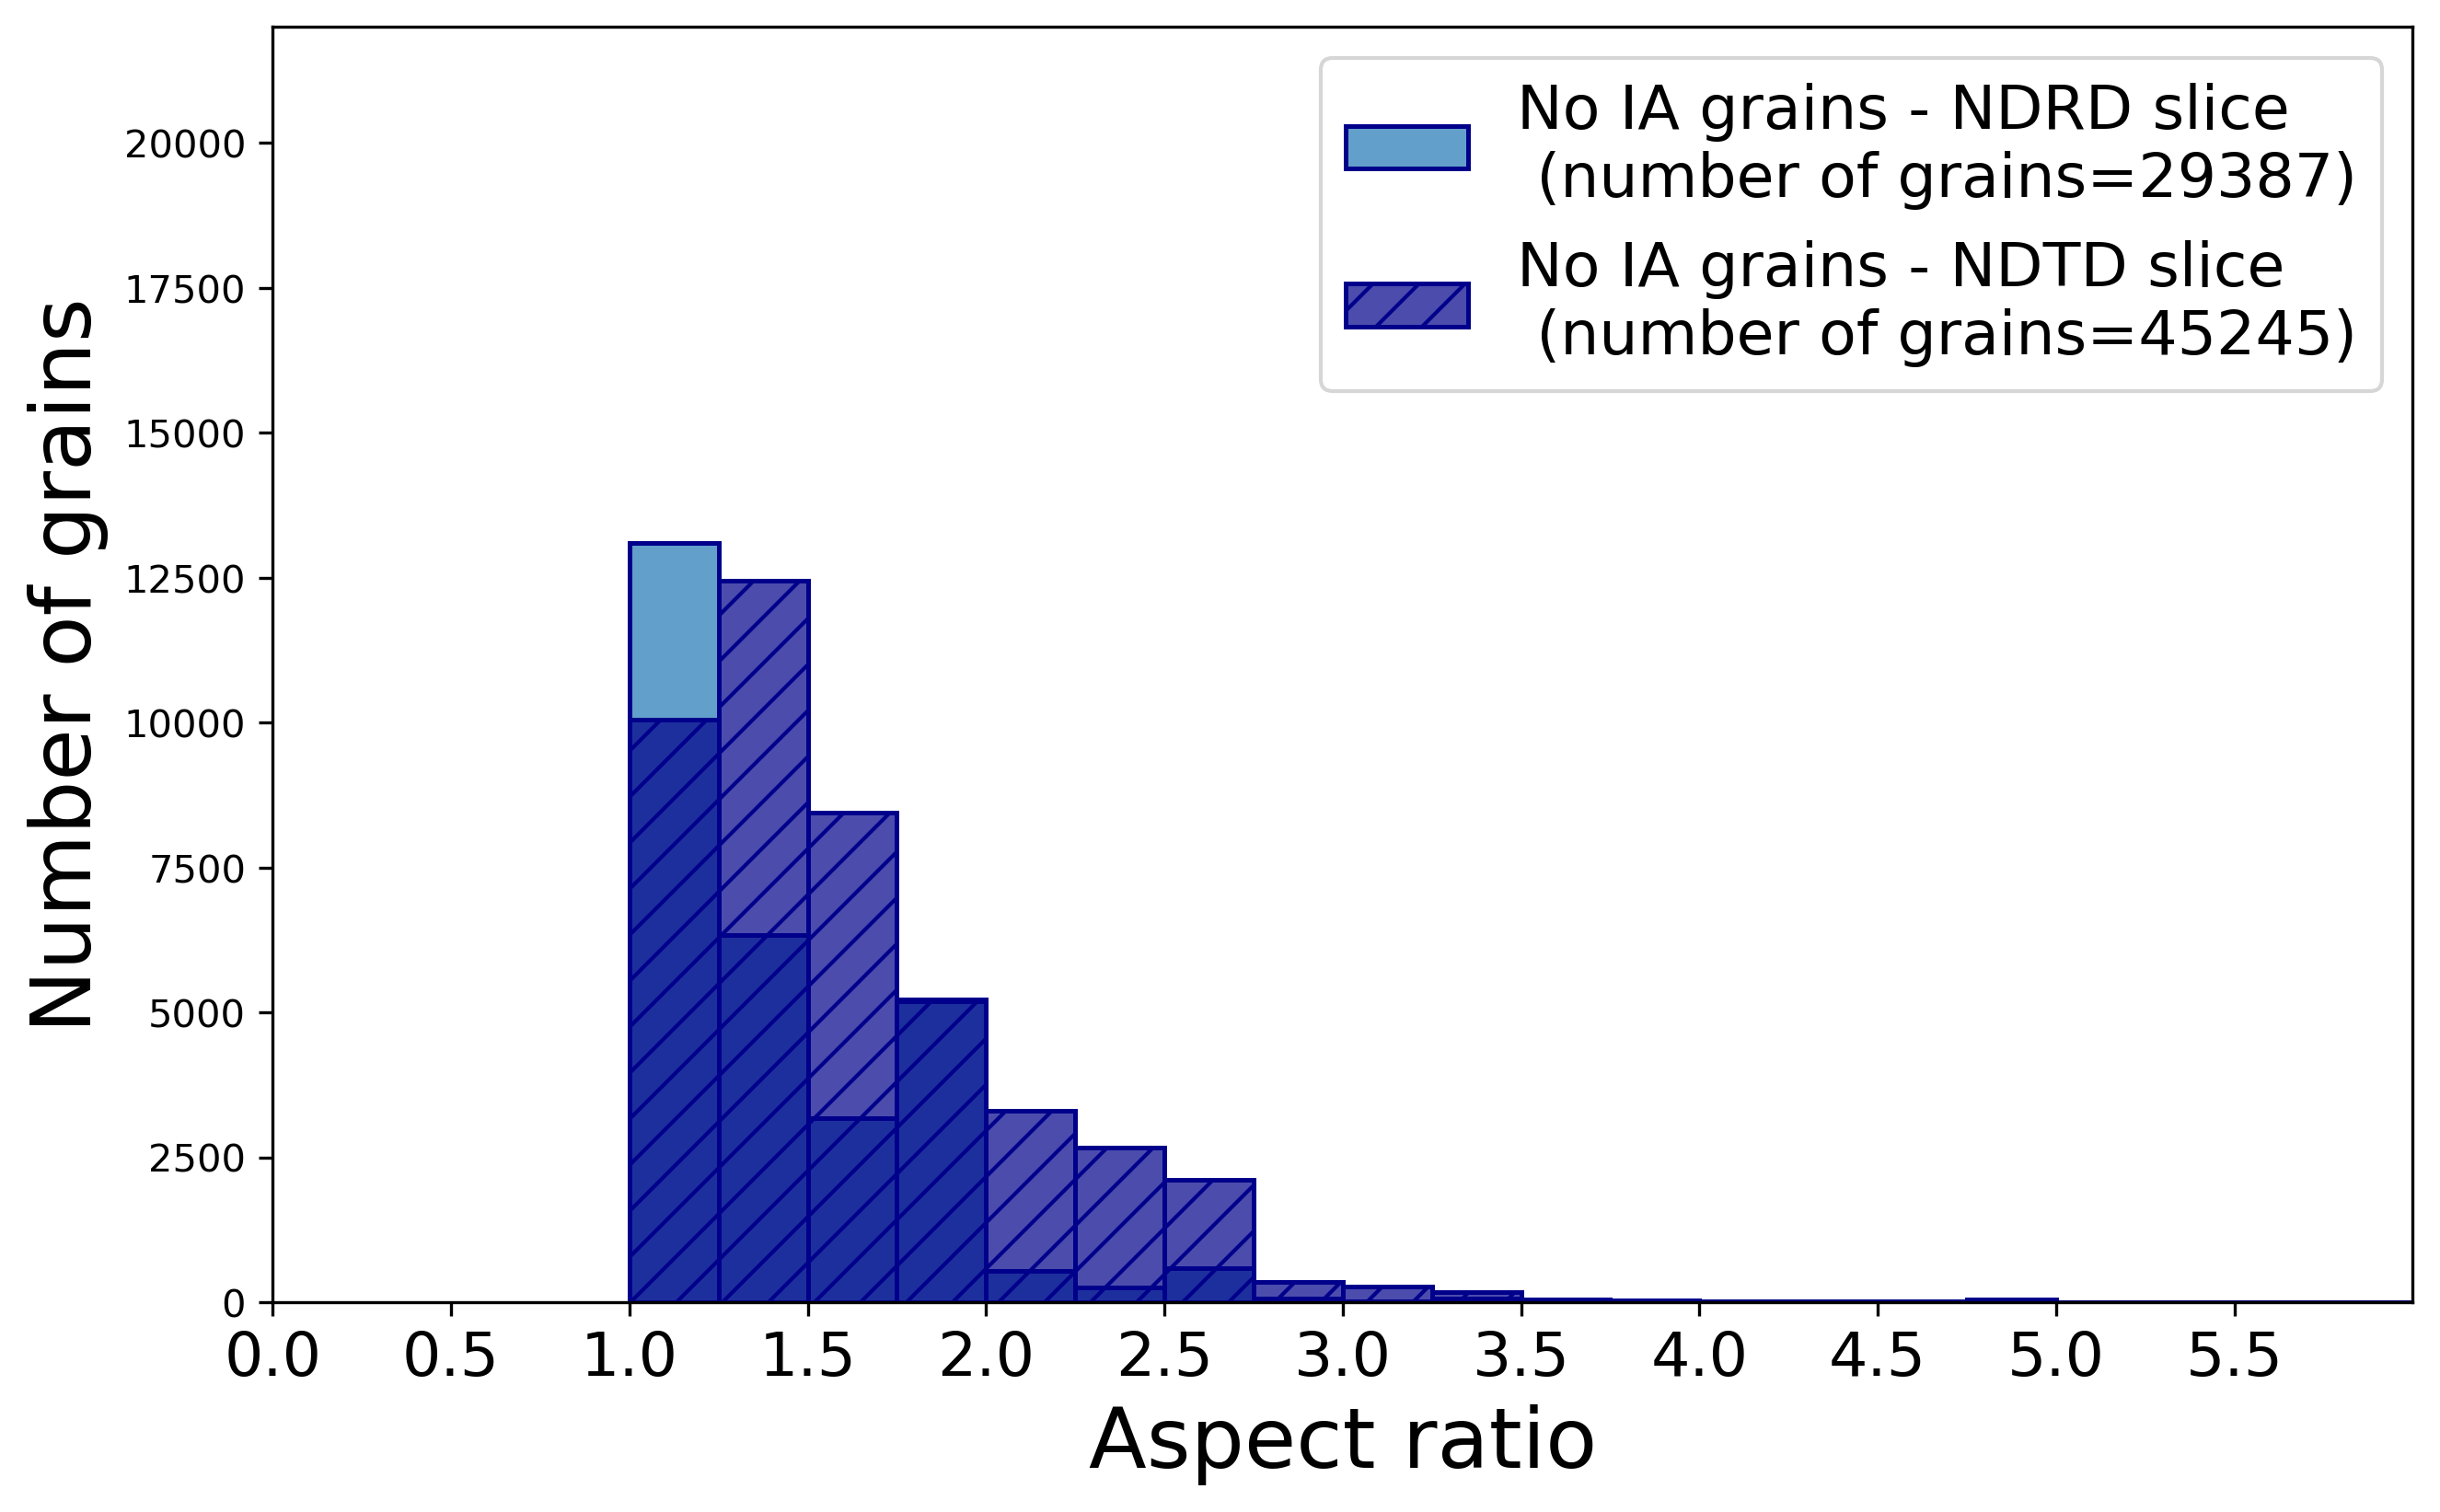 No IA grains - NDRD slice
(number of grains=29387)
No IA grains - NDTD slice
(number of grains=45245)
Number of grains
20000
17500
15000
12500
10000
7500
5000
2500
0
0.0 0.5 1.0 1.5 2.0 2.5 3.0 3.5 4.0 4.5 5.0 5.5
Aspect ratio